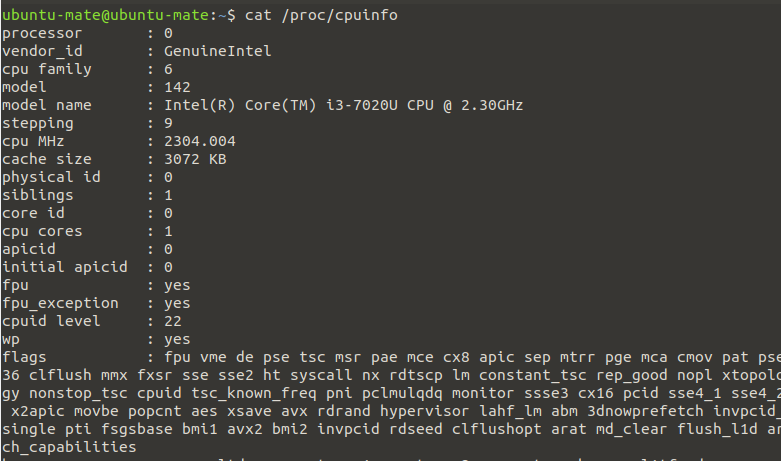 ubuntu-mate@ubuntu-mate:~$ cat /proc/cpuinfo
processor : 0
vendor_id : GenuineIntel
cpu family : 6
model : 142
model name : Intel(R) Core(TM) i3-7020U CPU @ 2.30GHz
stepping : 9
cpu MHz : 2304.004
cache size : 3072 KB
physical id : 0
siblings : 1
core id : 0
cpu cores : 1
apicid : 0
initial apicid : 0
fpu : yes
fpu_exception : yes
cpuid level : 22
wp : yes
flags : fpu vme de pse tsc msr pae mce cx8 apic sep mtrr pge mca cmov pat pse
36 clflush mmx fxsr sse sse2 ht syscall nx rdtscp lm constant_tsc rep_good nopl xtopolo
gy nonstop_tsc cpuid tsc_known_freq pni pclmulqdq monitor ssse3 cx16 pcid sse4_1 sse4_2
x2apic movbe popcnt aes xsave avx rdrand hypervisor lahf_lm abm 3dnowprefetch invpcid_
single pti fsgsbase bmi1 avx2 bmi2 invpcid rdseed clflushopt arat md_clear flush_l1d ar
ch_capabilities